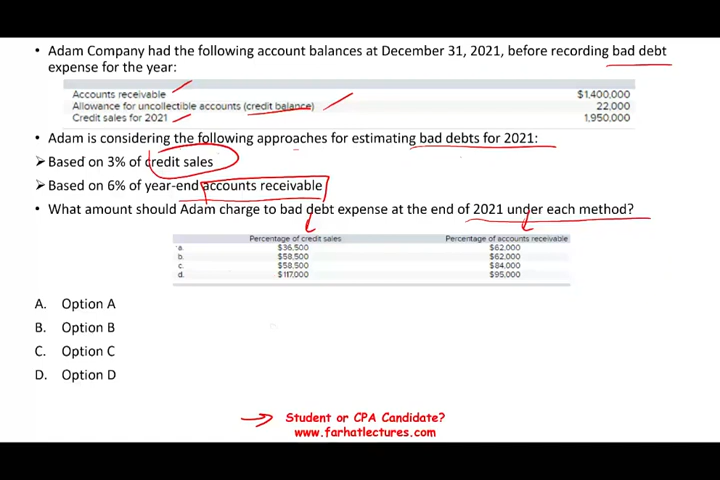 • Adam Company had the following account balances at December 31, 2021, before recording bad debt
expense for the year:
Accounts receivable $1,400,000
Allowance for uncollectible accounts (credit balance) 22,000
Credit sales for 2021 1,950,000
• Adam is considering the following approaches for estimating bad debts for 2021:
➢ Based on 3% of credit sales
➢ Based on 6% of year-end accounts receivable
• What amount should Adam charge to bad debt expense at the end of 2021 under each method?
Percentage of credit sales Percentage of accounts receivable
a. $36,500 $62,000
b. $58,500 $62,000
c. $58,500 $84,000
d. $117,000 $95,000
A. Option A
B. Option B
C. Option C
D. Option D
Student or CPA Candidate?
www.farhatlectures.com